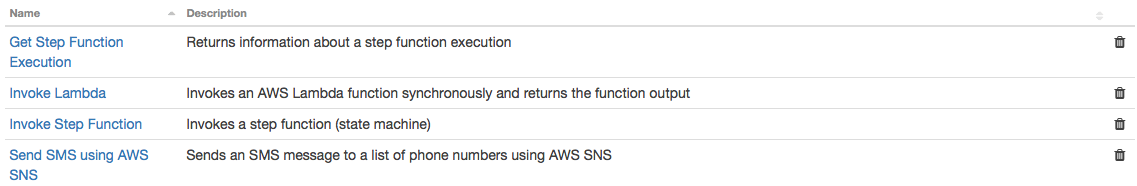 Name Description
Get Step Function Returns information about a step function execution
Execution
Invoke Lambda Invokes an AWS Lambda function synchronously and returns the function output
Invoke Step Function Invokes a step function (state machine)
Send SMS using AWS Sends an SMS message to a list of phone numbers using AWS SNS
SNS